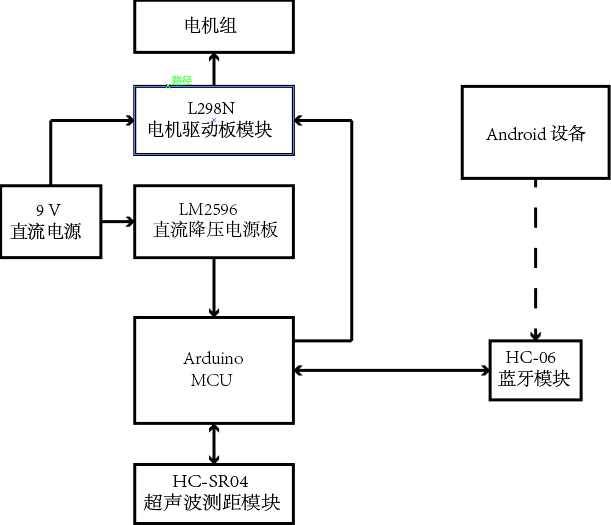 电机组
路径
L298N
电机驱动板模块
Android 设备
9 V
直流电源
LM2596
直流降压电源板
Arduino
MCU
HC-06
蓝牙模块
HC-SR04
超声波测距模块